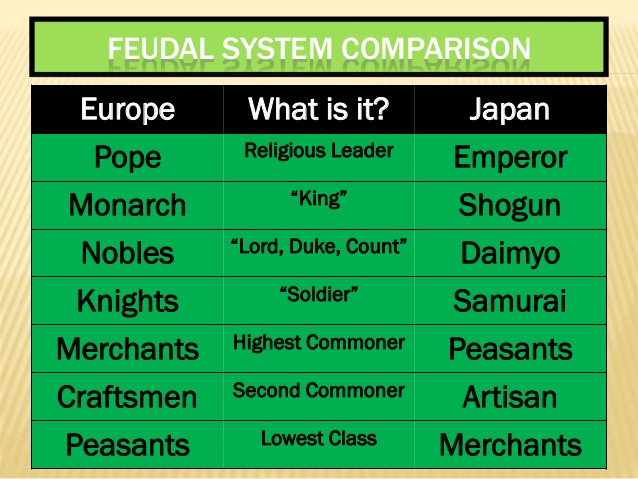 FEUDAL SYSTEM COMPARISON
Europe What is it? Japan
Pope Religious Leader Emperor
Monarch “King” Shogun
Nobles “Lord, Duke, Count” Daimyo
Knights “Soldier” Samurai
Merchants Highest Commoner Peasants
Craftsmen Second Commoner Artisan
Peasants Lowest Class Merchants